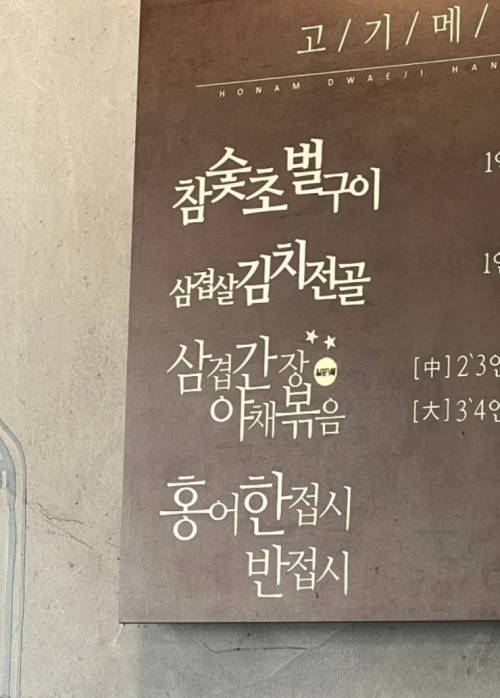 고/기/메/
HONAM DWAEJI HAN
참숯초벌구이
삼겹살김치전골
삼겹간장
야채볶음
[中] 2~3인
[大] 3~4인
홍어한접시
반접시